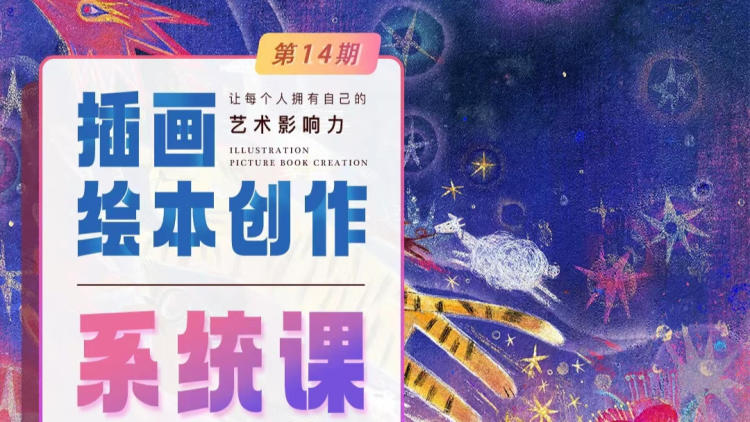 第14期
插画
让每个人拥有自己的
艺术影响力
ILLUSTRATION
PICTURE BOOK CREATION
绘本创作
系统课